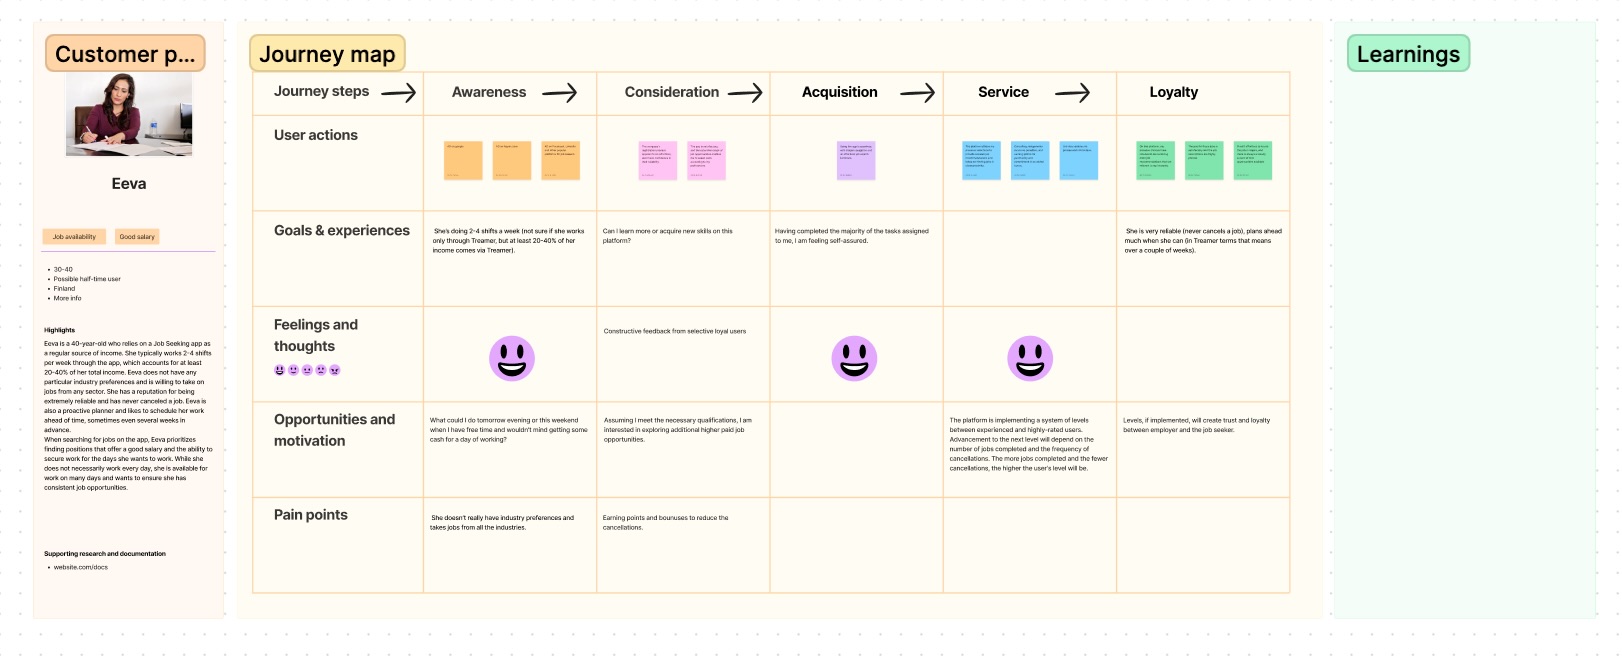 Customer p...
Eeva
Job availability
Good salary
30-40
Possible half-time user
Finland
More info
Highlights
Eeva is a 40-year-old who relies on a Job Seeking app as
a regular source of income. She typically works 2-4 shifts
per week through the app, which accounts for at least
20-40% of her total income. Eeva does not have any
particular industry preferences and is willing to take on
jobs from any sector. She has a reputation for being
extremely reliable and has never canceled a job. Eeva is
also a proactive planner and likes to schedule her work
ahead of time, sometimes even several weeks in
advance.
When searching for jobs on the app, Eeva prioritizes
finding positions that offer a good salary and the ability to
secure work for the days she wants to work. While she
does not necessarily work every day, she is available for
work on many days and wants to ensure she has
consistent job opportunities.
Supporting research and documentation
website.com/docs
Journey map
Journey steps
Awareness
Consideration
Acquisition
Service
Loyalty
User actions
Goals & experiences
She's doing 2-4 shifts a week (not sure if she works
only through Treamer, but at least 20-40% of her
income comes via Treamer).
Can I learn more or acquire new skills on this
platform?
Having completed the majority of the tasks assigned
to me, I am feeling self-assured.
She is very reliable (never cancels a job), plans ahead
much when she can (in Treamer terms that means
over a couple of weeks).
Feelings and
thoughts
Constructive feedback from selective loyal users
Opportunities and
motivation
What could I do tomorrow evening or this weekend
when I have free time and wouldn't mind getting some
cash for a day of working?
Assuming I meet the necessary qualifications, I am
interested in exploring additional higher paid job
opportunities.
The platform is implementing a system of levels
between experienced and highly-rated users.
Advancement to the next level will depend on the
number of jobs completed and the frequency of
cancellations. The more jobs completed and the fewer
cancellations, the higher the user's level will be.
Levels, if implemented, will create trust and loyalty
between employer and the job seeker.
Pain points
She doesn't really have industry preferences and
takes jobs from all the industries.
Earning points and bounuses to reduce the
cancellations.
Learnings